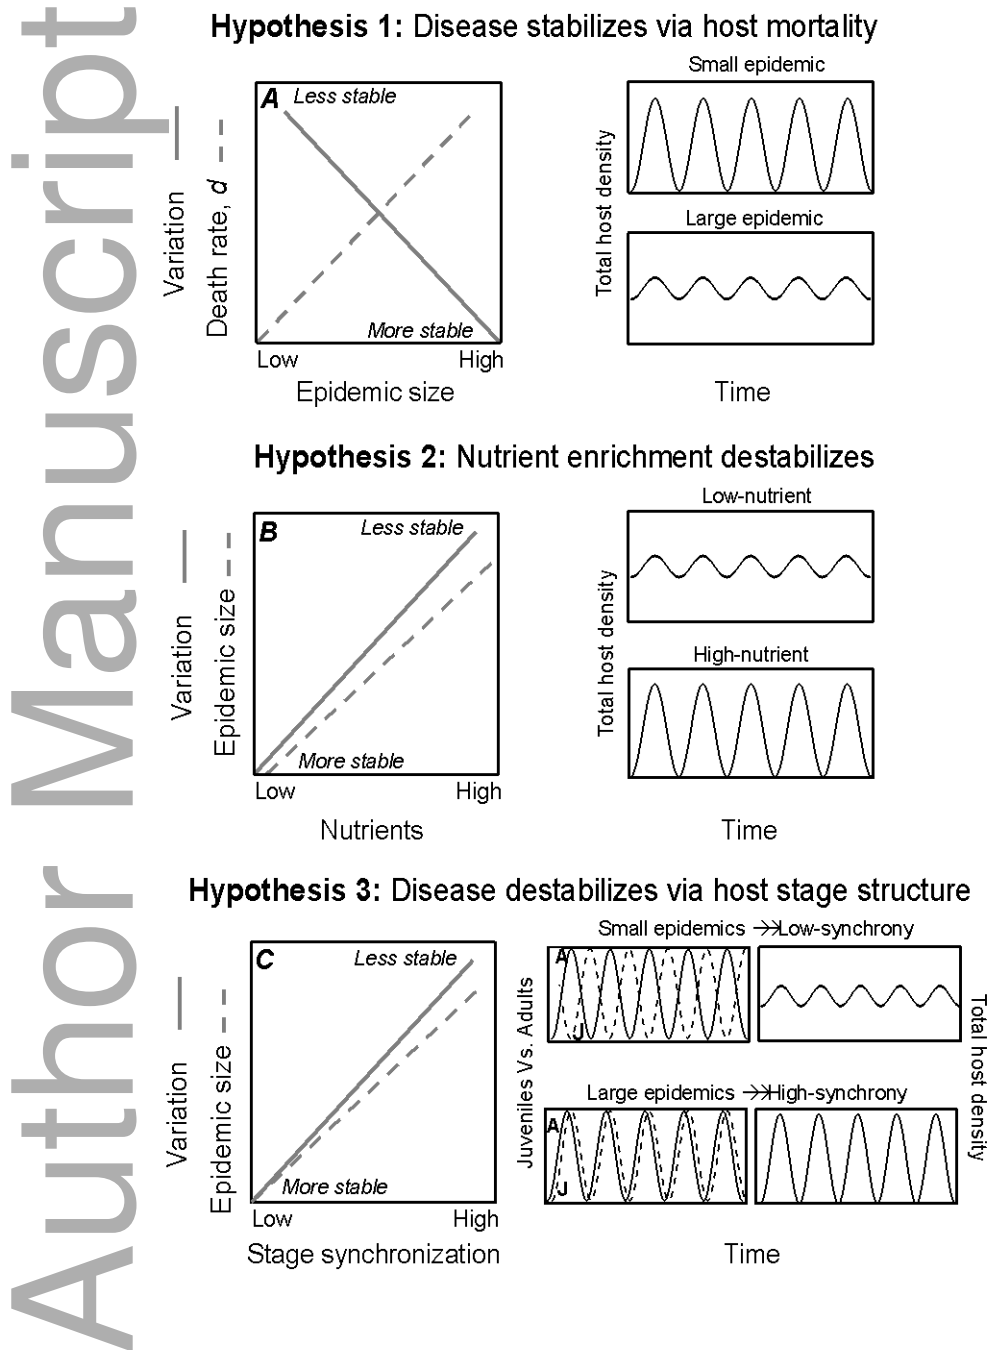 Author Manuscript
Hypothesis 1: Disease stabilizes via host mortality
Variation
Death rate, d
A
Less stable
More stable
Low
High
Epidemic size
Small epidemic
Large epidemic
Total host density
Time
Hypothesis 2: Nutrient enrichment destabilizes
Variation
Epidemic size
B
Less stable
More stable
Low
High
Nutrients
Low-nutrient
High-nutrient
Total host density
Time
Hypothesis 3: Disease destabilizes via host stage structure
Variation
Epidemic size
C
Less stable
More stable
Low
High
Stage synchronization
Small epidemics →→Low-synchrony
A
J
Large epidemics →→High-synchrony
A
J
Juveniles Vs. Adults
Total host density
Time